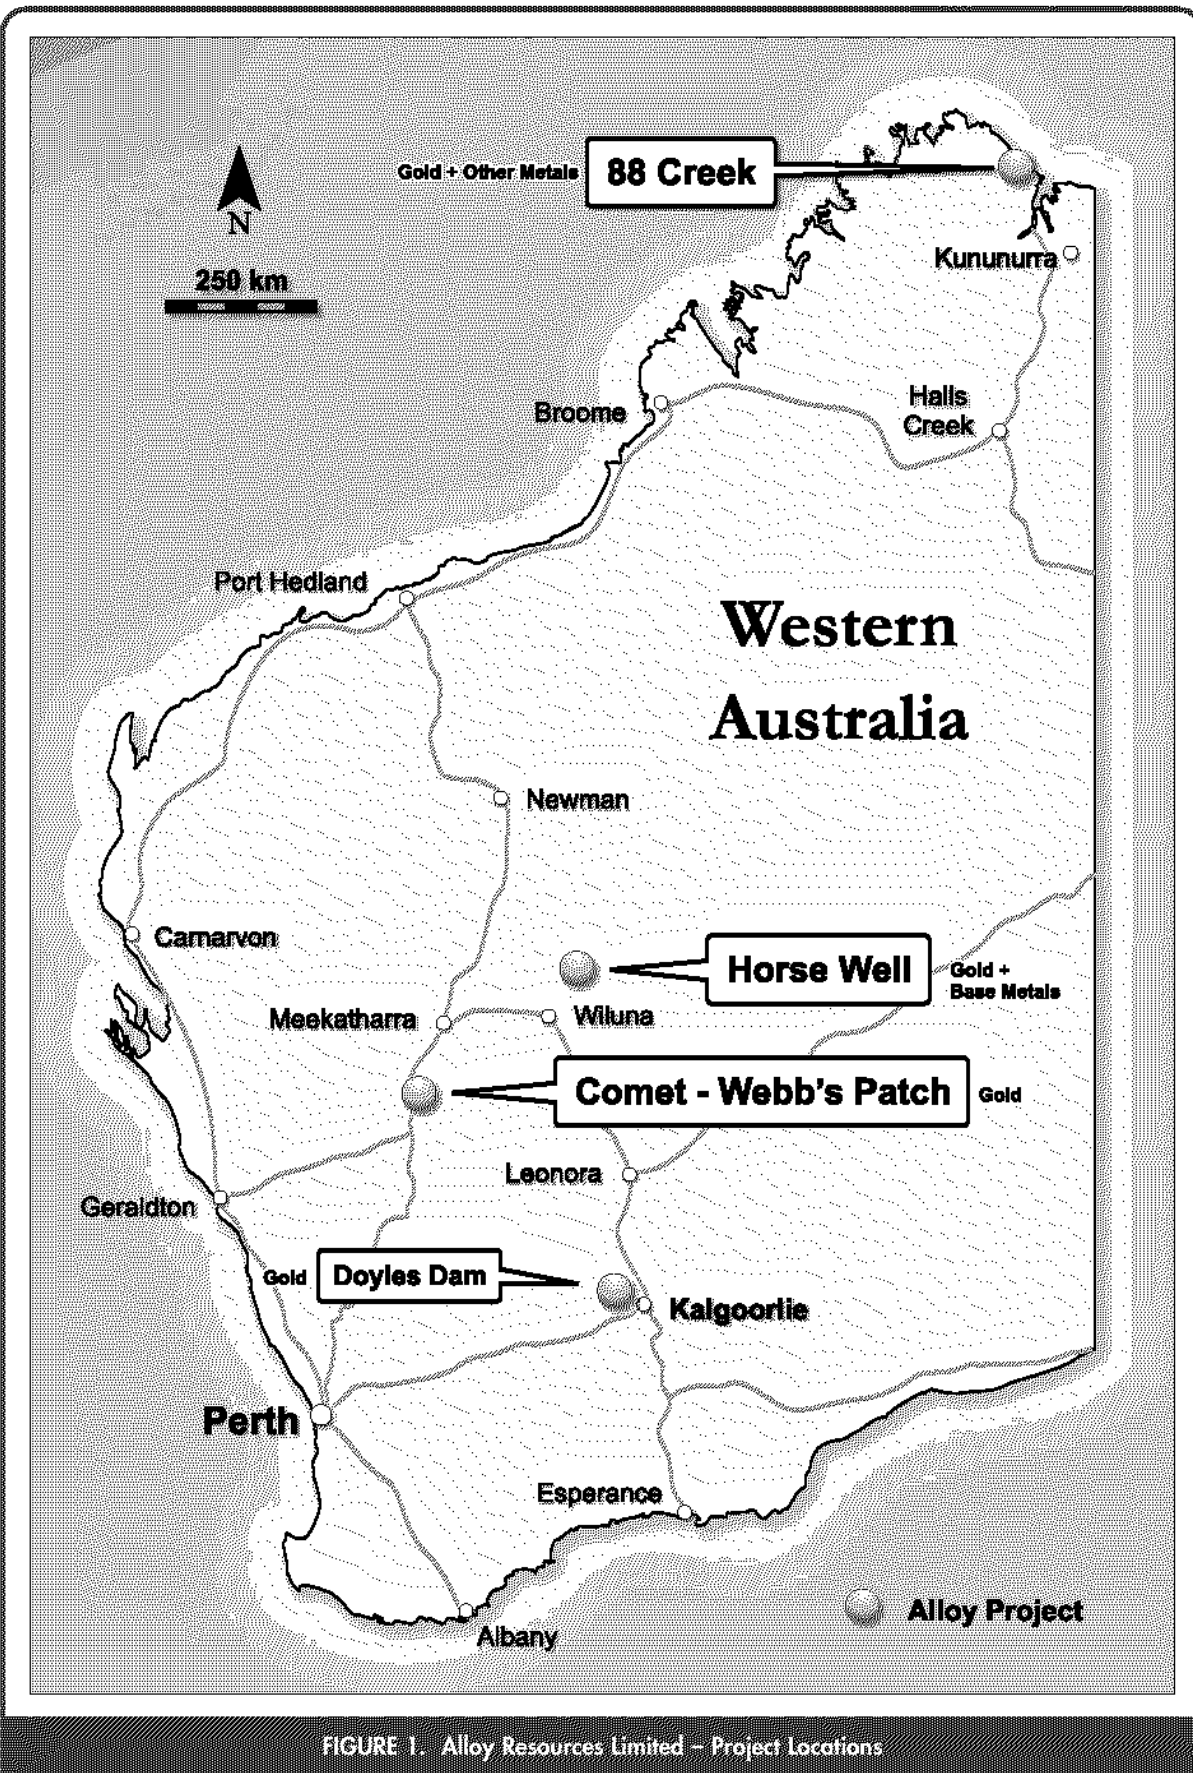 Gold + Other Metals
88 Creek
N
250 km
Kununurra
Broome
Halls
Creek
Port Hedland
Western
Australia
Newman
Carnarvon
Horse Well
Gold +
Base Metals
Meekatharra
Wiluna
Comet - Webb's Patch
Gold
Leonora
Geraldton
Gold
Doyles Dam
Kalgoorlie
Perth
Esperance
Alloy Project
Albany
FIGURE 1. Alloy Resources Limited – Project Locations